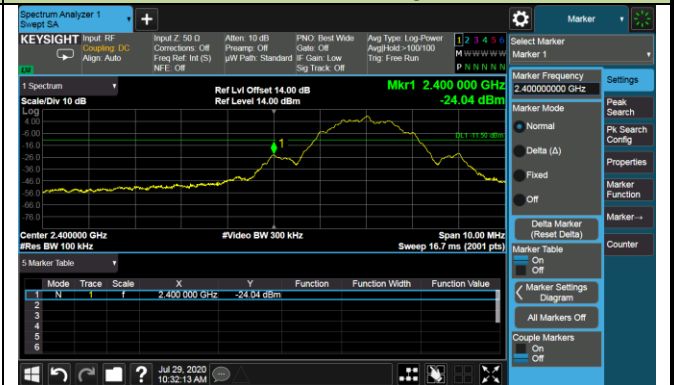 Spectrum Analyzer 1
Swept SA
+
Marker
KEYSIGHT
Input: RF
Coupling: DC
Align: Auto
Input Z: 50 Ω
Corrections: Off
Freq Ref: Int (S)
NFE: Off
Atten: 10 dB
Preamp: Off
µW Path: Standard
PNO: Best Wide
Gate: Off
IF Gain: Low
Sig Track: Off
Avg Type: Log-Power
Avg|Hold:>100/100
Trig: Free Run
1 2 3 4 5 6
M W W W W W
P N N N N N
Select Marker
Marker 1
1 Spectrum
Scale/Div 10 dB
Log
Ref Lvl Offset 14.00 dB
Ref Level 14.00 dBm
Mkr1 2.400 000 GHz
-24.04 dBm
4.00
-6.00
-16.0
-26.0
-36.0
-46.0
-56.0
-66.0
-76.0
1
DL1 -11.50 dBm
Center 2.400000 GHz
#Res BW 100 kHz
#Video BW 300 kHz
Span 10.00 MHz
Sweep 16.7 ms (2001 pts)
5 Marker Table
Mode Trace Scale X Y Function Function Width Function Value
1 N 1 f 2.400 000 GHz -24.04 dBm
2
3
4
5
6
Marker Frequency
2.400000000 GHz
Marker Mode
Normal
Delta (Δ)
Fixed
Off
Delta Marker
(Reset Delta)
Marker Table
On
Off
Marker Settings
Diagram
All Markers Off
Couple Markers
On
Off
Settings
Peak
Search
Pk Search
Config
Properties
Marker
Function
Marker→
Counter
?
Jul 29, 2020
10:32:13 AM